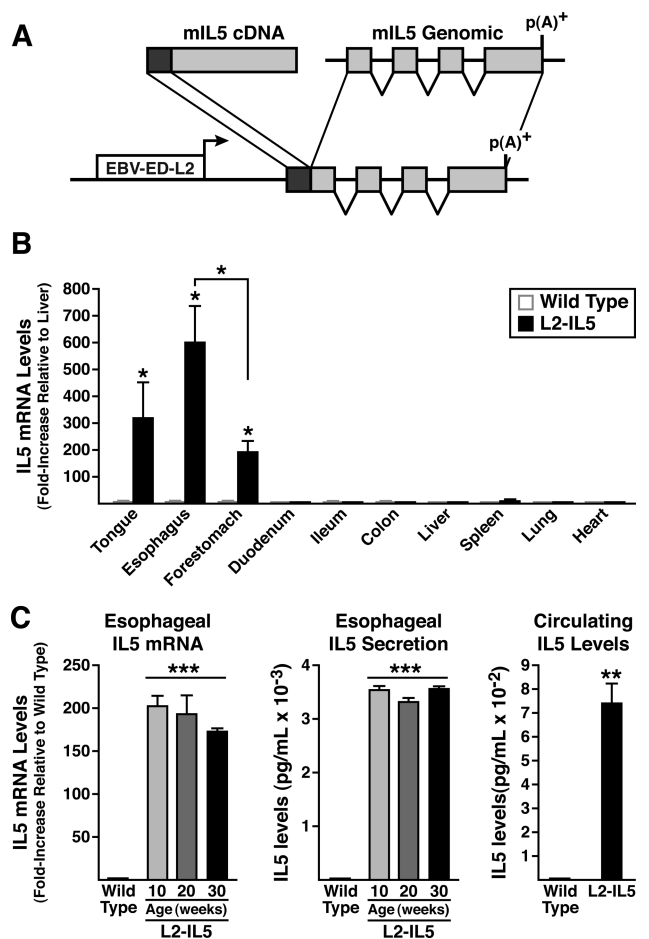 A
mIL5 cDNA
mIL5 Genomic
p(A)+
EBV-ED-L2
p(A)+
B
IL5 mRNA Levels
(Fold-Increase Relative to Liver)
800
700
600
500
400
300
200
100
*
*
*
*
Wild Type
L2-IL5
Tongue
Esophagus
Forestomach
Duodenum
Ileum
Colon
Liver
Spleen
Lung
Heart
C
Esophageal
IL5 mRNA
IL5 mRNA Levels
(Fold-Increase Relative to Wild Type)
250
200
150
100
50
***
Wild
Type
10 20 30
Age (weeks)
L2-IL5
Esophageal
IL5 Secretion
IL5 levels (pg/mL x 10-3)
4
3
2
1
***
Wild
Type
10 20 30
Age (weeks)
L2-IL5
Circulating
IL5 Levels
IL5 levels(pg/mL x 10-2)
9
8
7
6
5
4
3
2
1
**
Wild
Type
L2-IL5